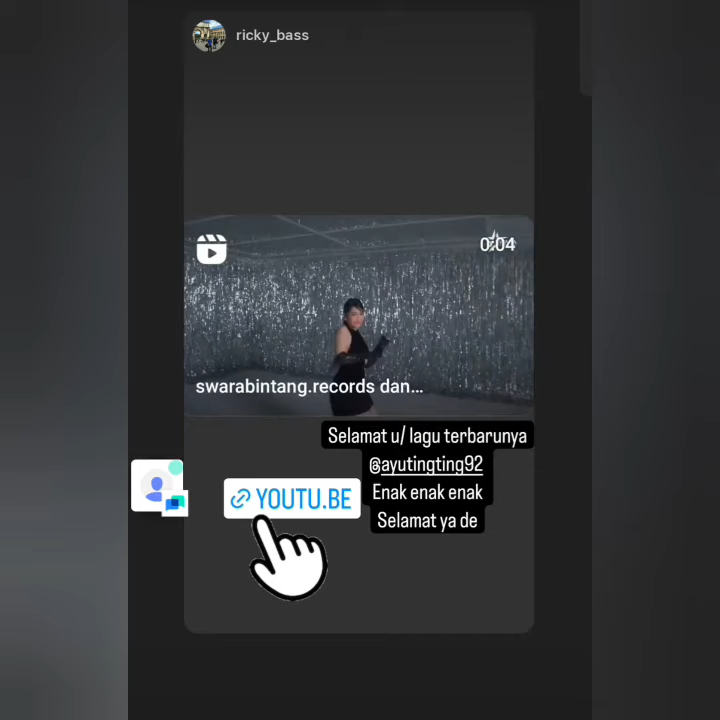 ricky_bass
0:04
swarabintang.records dan...
Selamat u/ lagu terbarunya
@ayutingting92
Enak enak enak
Selamat ya de
YOUTU.BE